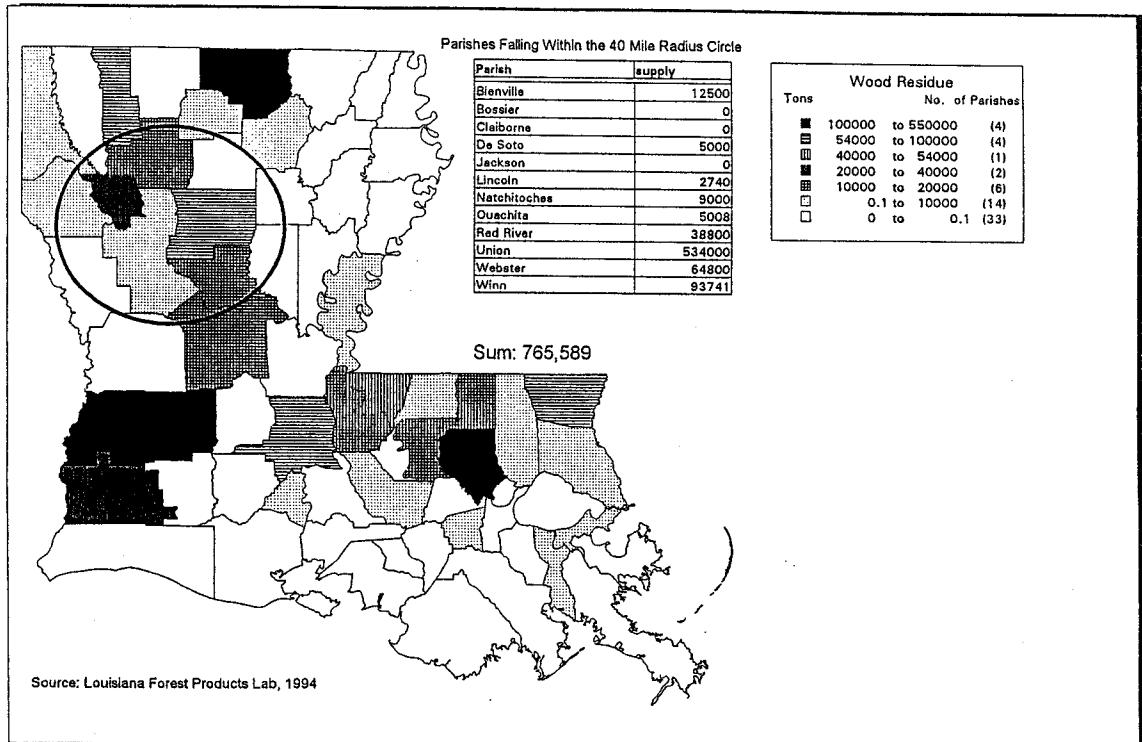 Parishes Falling Within the 40 Mile Radius Circle
Parish supply
Bienville 12500
Bossier 0
Claiborne 0
De Soto 5000
Jackson 0
Lincoln 2740
Natchitoches 9000
Ouachita 5008
Red River 38800
Union 534000
Webster 64800
Winn 93741
Sum: 765,589
Wood Residue
Tons No. of Parishes
100000 to 550000 (4)
54000 to 100000 (4)
40000 to 54000 (1)
20000 to 40000 (2)
10000 to 20000 (6)
0.1 to 10000 (14)
0 to 0.1 (33)
Source: Louisiana Forest Products Lab, 1994